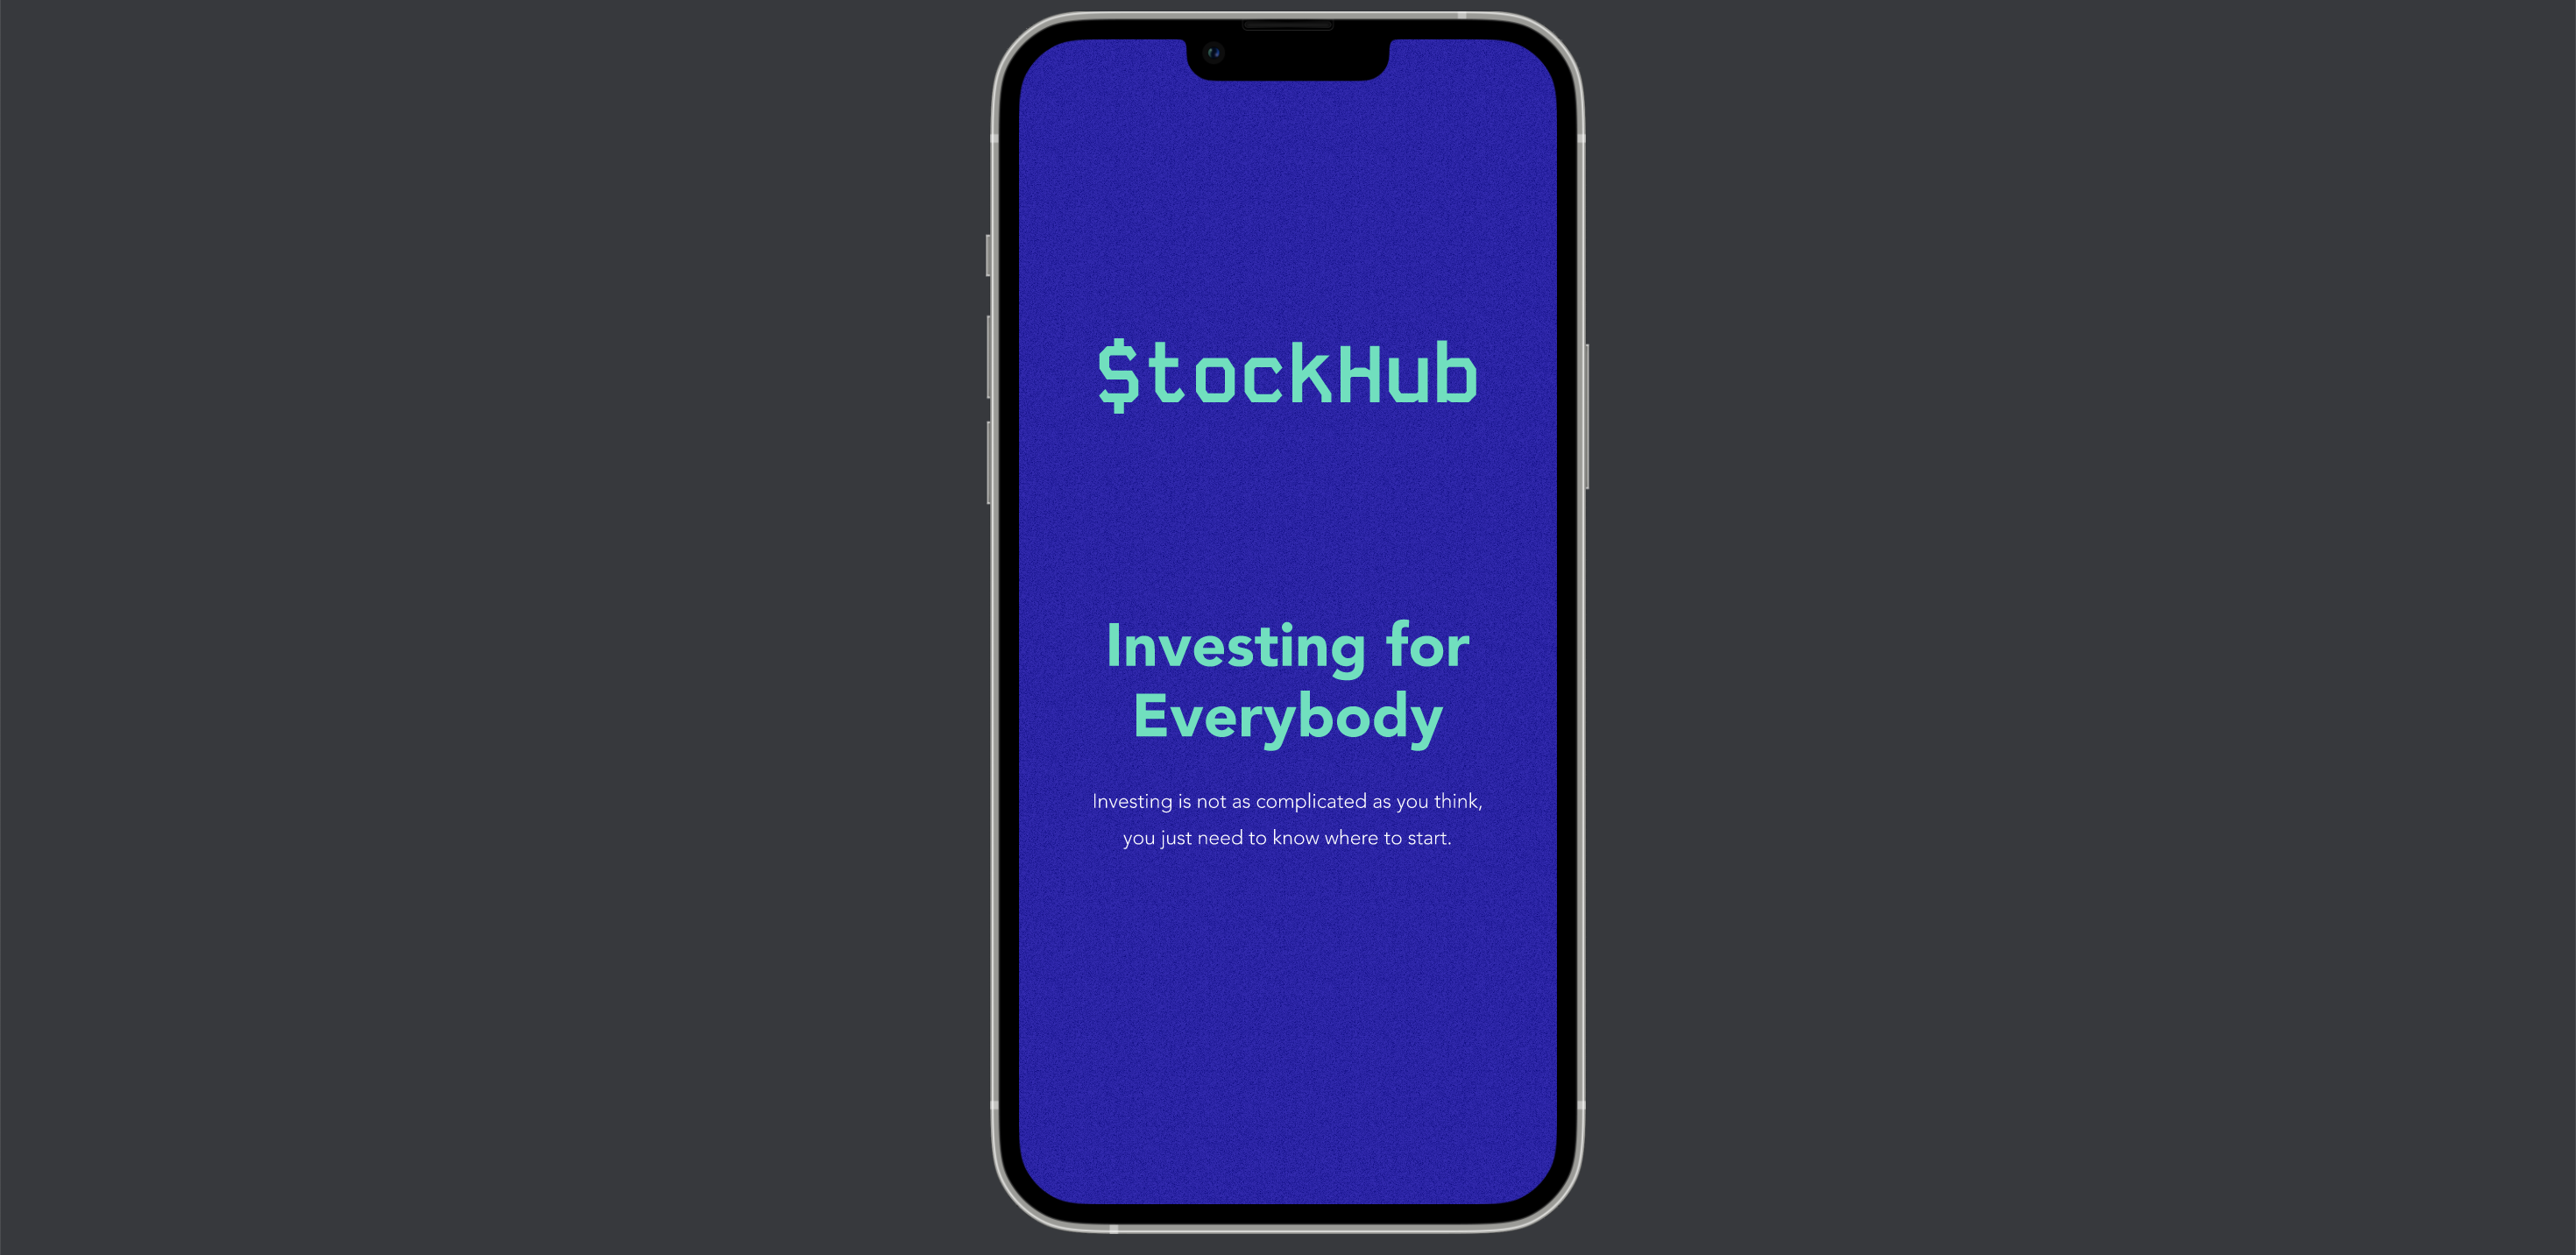 $tockHub
Investing for
Everybody
Investing is not as complicated as you think,
you just need to know where to start.